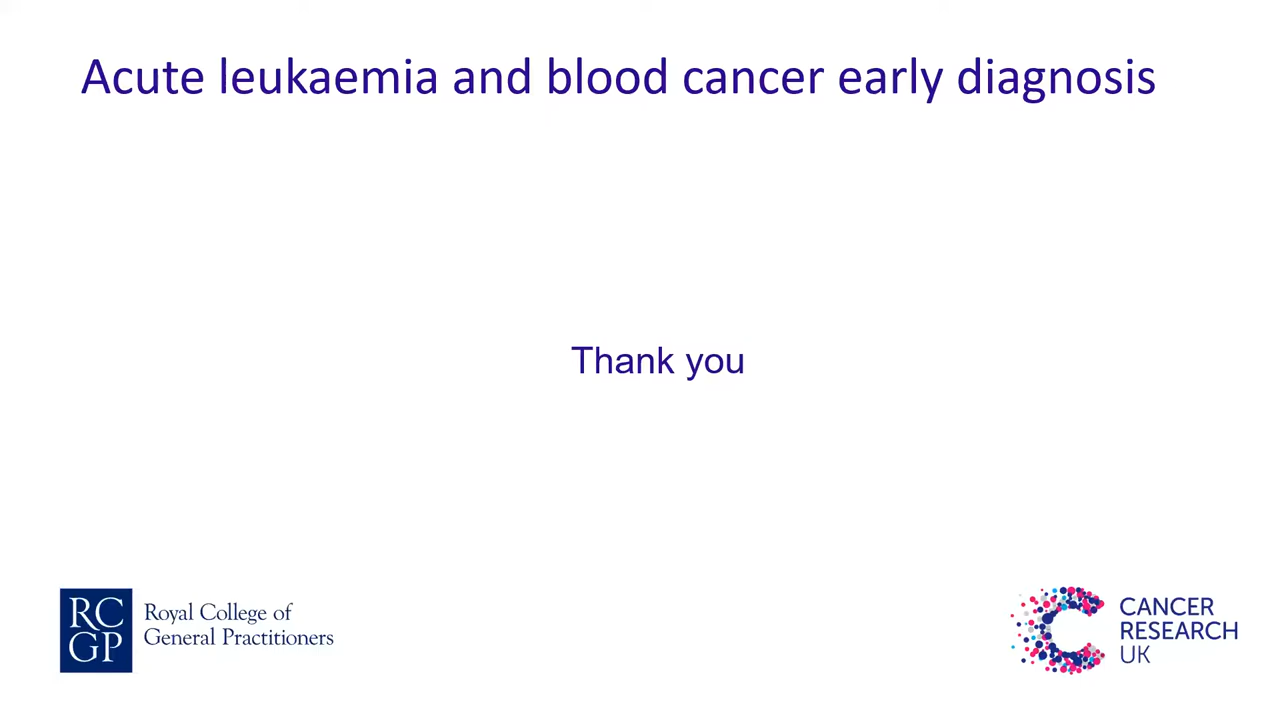 Acute leukaemia and blood cancer early diagnosis
Thank you
RC
GP
Royal College of
General Practitioners
CANCER
RESEARCH
UK